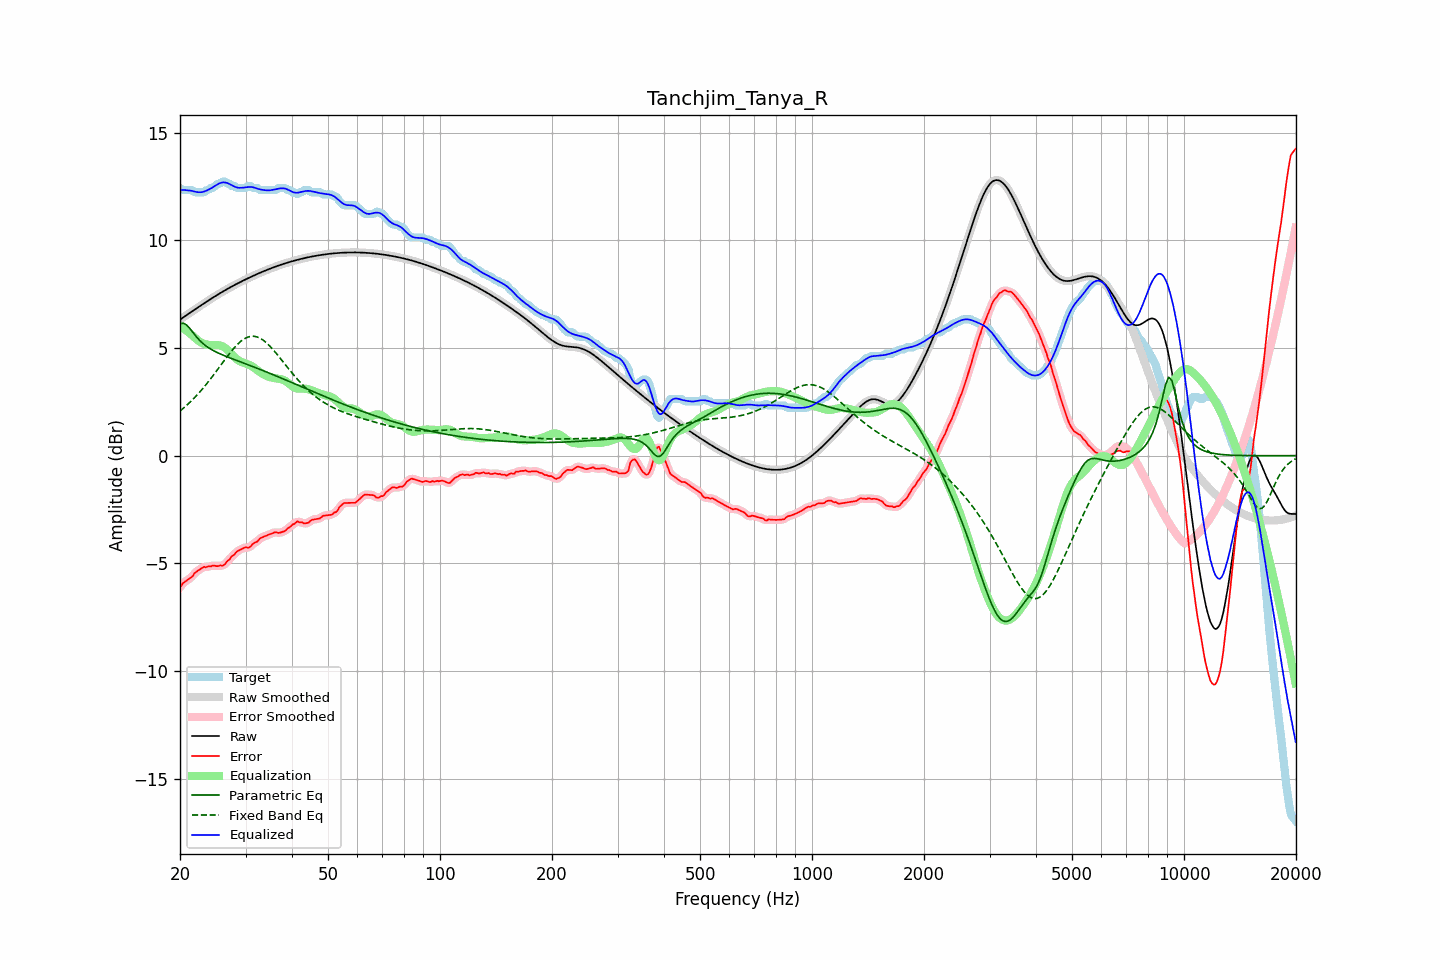 Tanchjim_Tanya_R
Amplitude (dBr)
15
10
5
0
−5
−10
−15
Target
Raw Smoothed
Error Smoothed
Raw
Error
Equalization
Parametric Eq
Fixed Band Eq
Equalized
20 50 100 200 500 1000 2000 5000 10000 20000
Frequency (Hz)